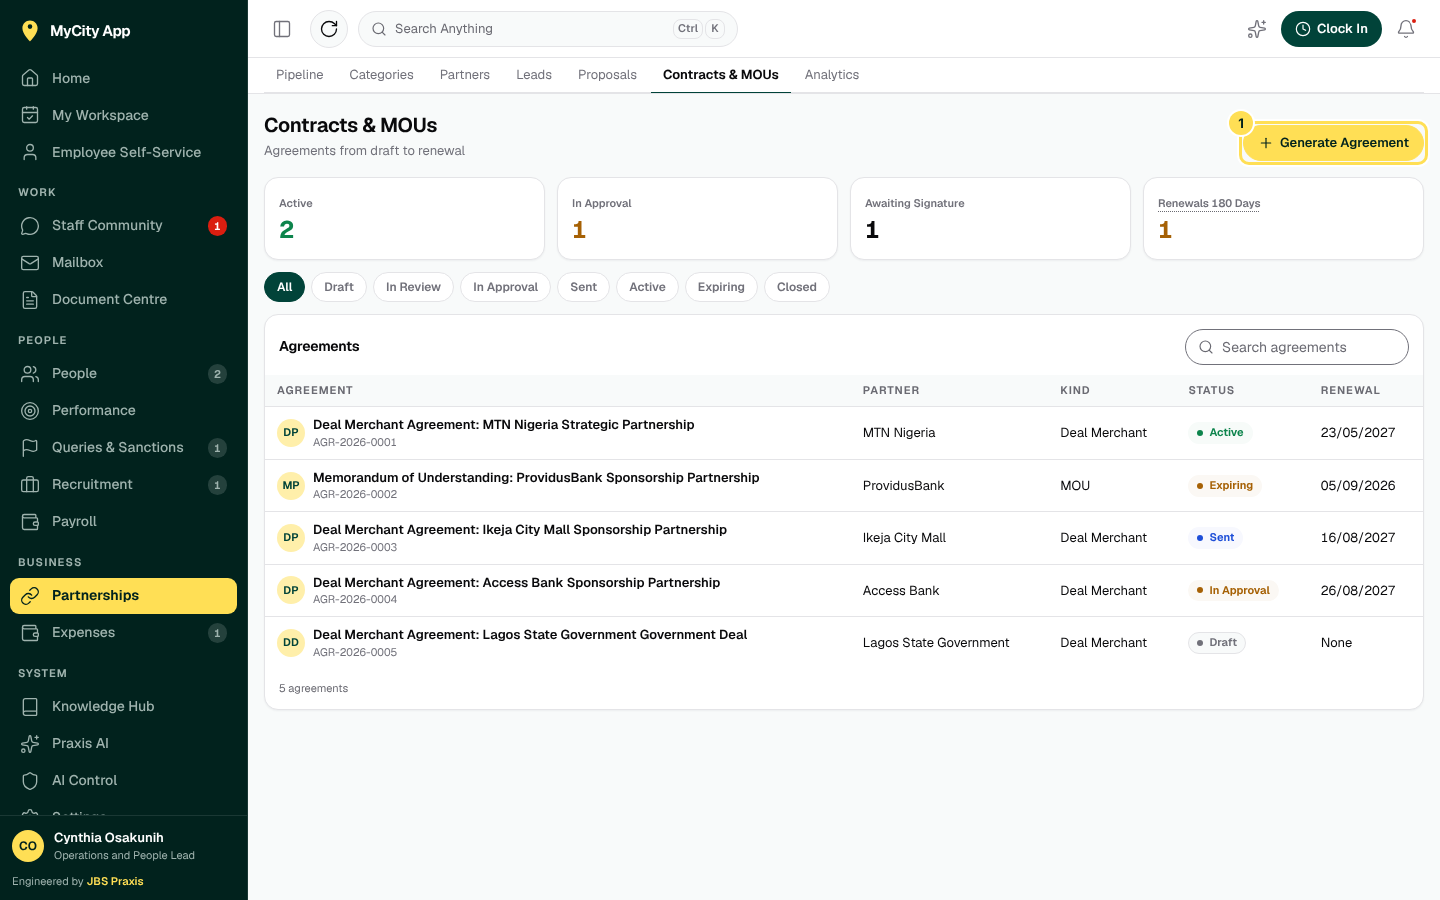 MyCity App
Home
My Workspace
Employee Self-Service
WORK
Staff Community 1
Mailbox
Document Centre
PEOPLE
People 2
Performance
Queries & Sanctions 1
Recruitment 1
Payroll
BUSINESS
Partnerships
Expenses 1
SYSTEM
Knowledge Hub
Praxis AI
AI Control
CO
Cynthia Osakunih
Operations and People Lead
Engineered by JBS Praxis
Search Anything Ctrl K
Clock In
Pipeline Categories Partners Leads Proposals Contracts & MOUs Analytics
Contracts & MOUs
Agreements from draft to renewal
1
+ Generate Agreement
Active
2
In Approval
1
Awaiting Signature
1
Renewals 180 Days
1
All Draft In Review In Approval Sent Active Expiring Closed
Agreements
Search agreements
AGREEMENT PARTNER KIND STATUS RENEWAL
DP Deal Merchant Agreement: MTN Nigeria Strategic Partnership
AGR-2026-0001
MTN Nigeria Deal Merchant Active 23/05/2027
MP Memorandum of Understanding: ProvidusBank Sponsorship Partnership
AGR-2026-0002
ProvidusBank MOU Expiring 05/09/2026
DP Deal Merchant Agreement: Ikeja City Mall Sponsorship Partnership
AGR-2026-0003
Ikeja City Mall Deal Merchant Sent 16/08/2027
DP Deal Merchant Agreement: Access Bank Sponsorship Partnership
AGR-2026-0004
Access Bank Deal Merchant In Approval 26/08/2027
DD Deal Merchant Agreement: Lagos State Government Government Deal
AGR-2026-0005
Lagos State Government Deal Merchant Draft None
5 agreements